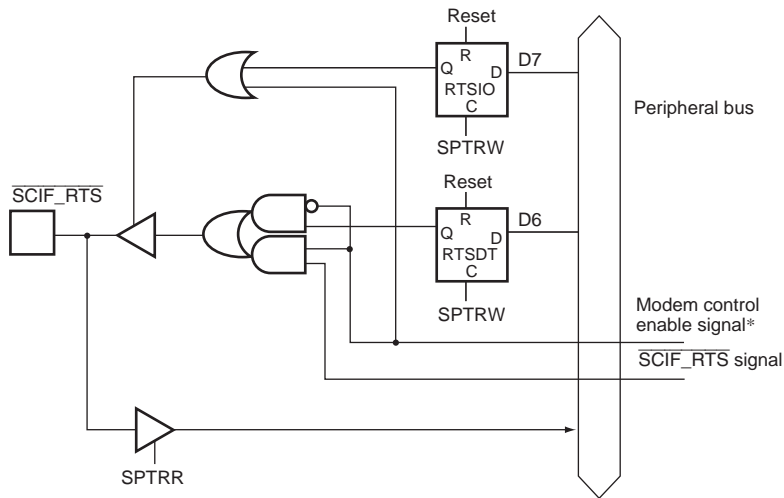 Reset
R
Q
D
D7
RTSIO
C
Peripheral bus
SPTRW
SCIF_RTS
Reset
R
Q
D
D6
RTSDT
C
SPTRW
Modem control
enable signal*
SCIF_RTS signal
SPTRR